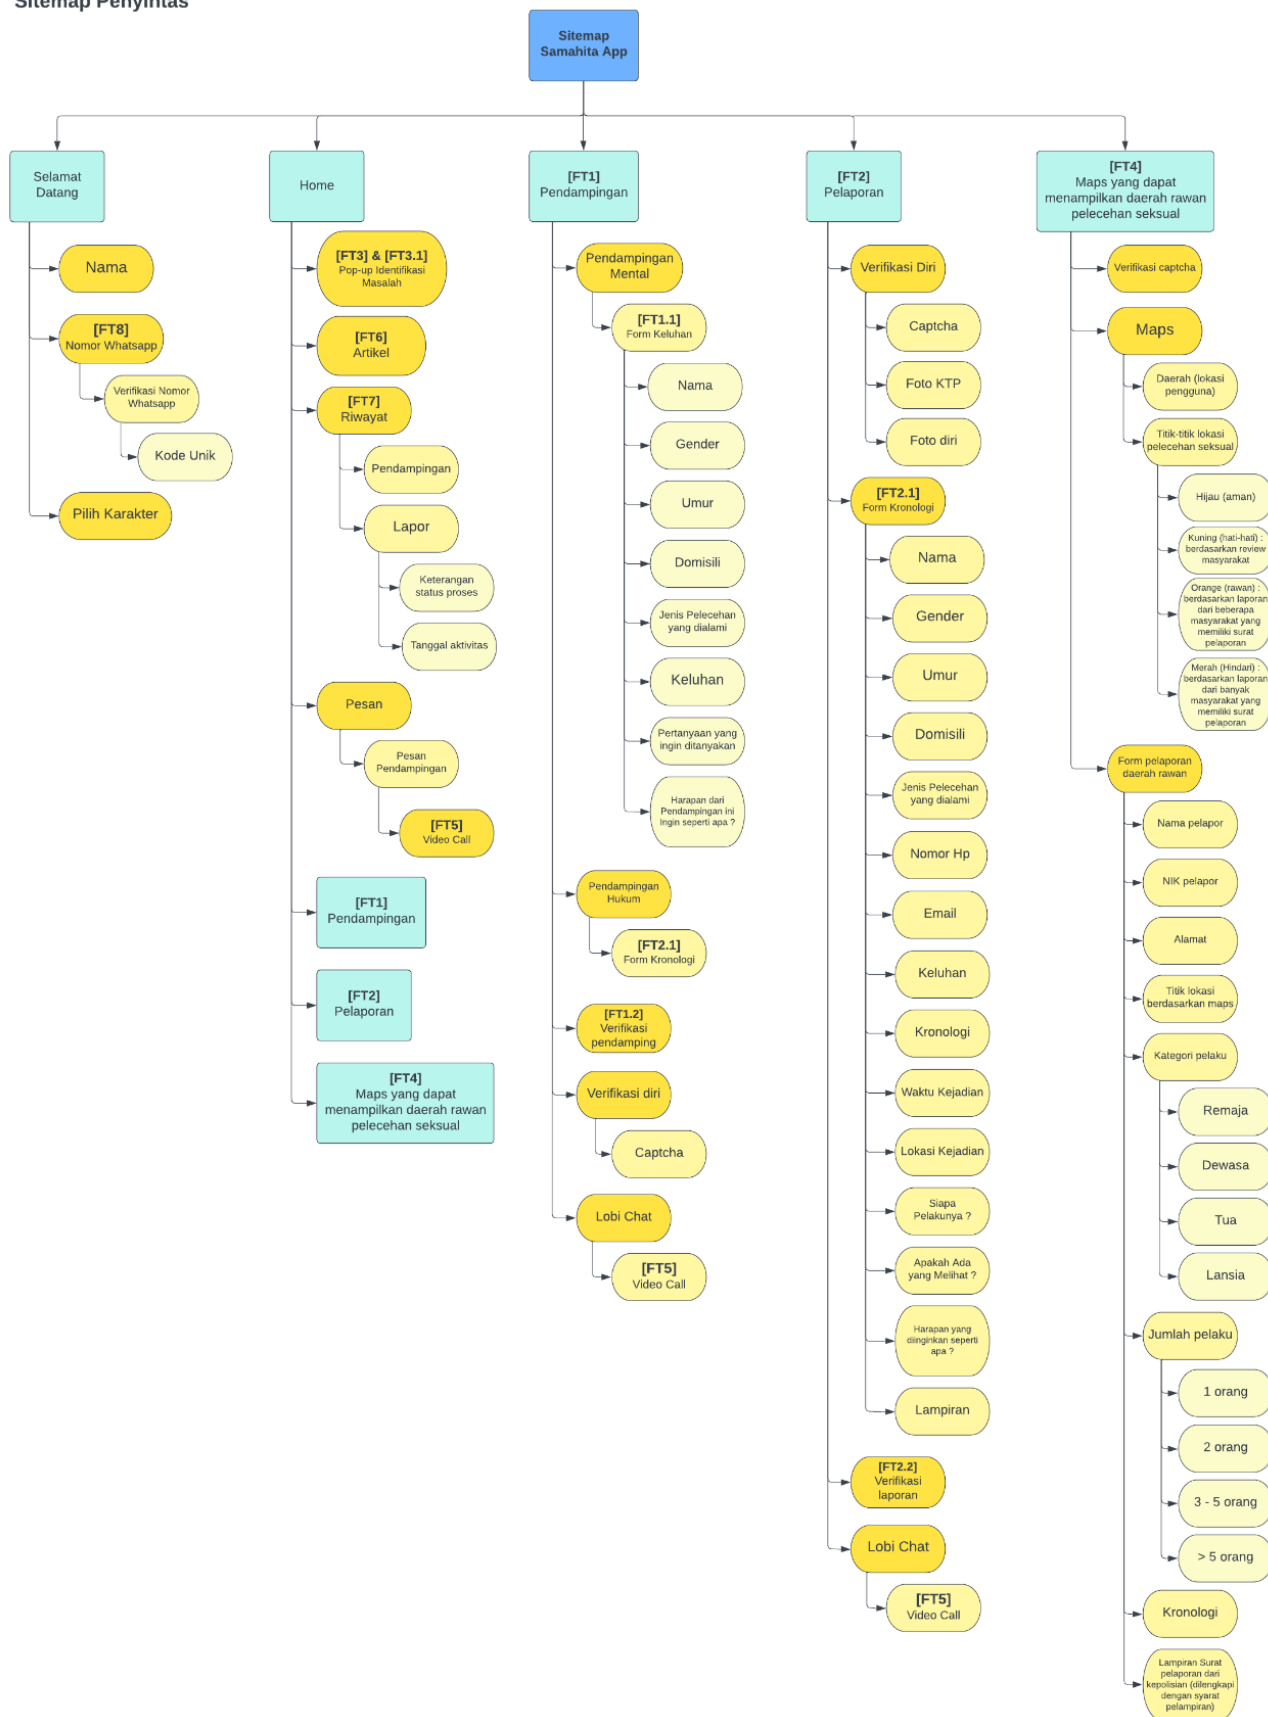 Sitemap Penyintas
Sitemap
Samahita App
Selamat
Datang
Nama
[FT8]
Nomor Whatsapp
Verifikasi Nomor
Whatsapp
Kode Unik
Pilih Karakter
Home
[FT3] & [FT3.1]
Pop-up Identifikasi
Masalah
[FT6]
Artikel
[FT7]
Riwayat
Pendampingan
Lapor
Keterangan
status proses
Tanggal aktivitas
Pesan
Pesan
Pendampingan
[FT5]
Video Call
[FT1]
Pendampingan
[FT2]
Pelaporan
[FT4]
Maps yang dapat
menampilkan daerah rawan
pelecehan seksual
[FT1]
Pendampingan
Pendampingan
Mental
[FT1.1]
Form Keluhan
Nama
Gender
Umur
Domisili
Jenis Pelecehan
yang dialami
Keluhan
Pertanyaan yang
ingin ditanyakan
Harapan dari
Pendampingan ini
Ingin seperti apa ?
Pendampingan
Hukum
[FT2.1]
Form Kronologi
[FT1.2]
Verifikasi
pendamping
Verifikasi diri
Captcha
Lobi Chat
[FT5]
Video Call
[FT2]
Pelaporan
Verifikasi Diri
Captcha
Foto KTP
Foto diri
[FT2.1]
Form Kronologi
Nama
Gender
Umur
Domisili
Jenis Pelecehan
yang dialami
Nomor Hp
Email
Keluhan
Kronologi
Waktu Kejadian
Lokasi Kejadian
Siapa
Pelakunya ?
Apakah Ada
yang Melihat ?
Harapan yang
diinginkan seperti
apa ?
Lampiran
[FT2.2]
Verifikasi
laporan
Lobi Chat
[FT5]
Video Call
[FT4]
Maps yang dapat
menampilkan daerah rawan
pelecehan seksual
Verifikasi captcha
Maps
Daerah (lokasi
pengguna)
Titik-titik lokasi
pelecehan seksual
Hijau (aman)
Kuning (hati-hati) :
berdasarkan review
masyarakat
Orange (rawan) :
berdasarkan laporan
dari beberapa
masyarakat yang
memiliki surat
pelaporan
Merah (Hindari) :
berdasarkan laporan
dari banyak
masyarakat yang
memiliki surat
pelaporan
Form pelaporan
daerah rawan
Nama pelapor
NIK pelapor
Alamat
Titik lokasi
berdasarkan maps
Kategori pelaku
Remaja
Dewasa
Tua
Lansia
Jumlah pelaku
1 orang
2 orang
3 - 5 orang
> 5 orang
Kronologi
Lampiran Surat
pelaporan dari
kepolisian (dilengkapi
dengan syarat
pelampiran)